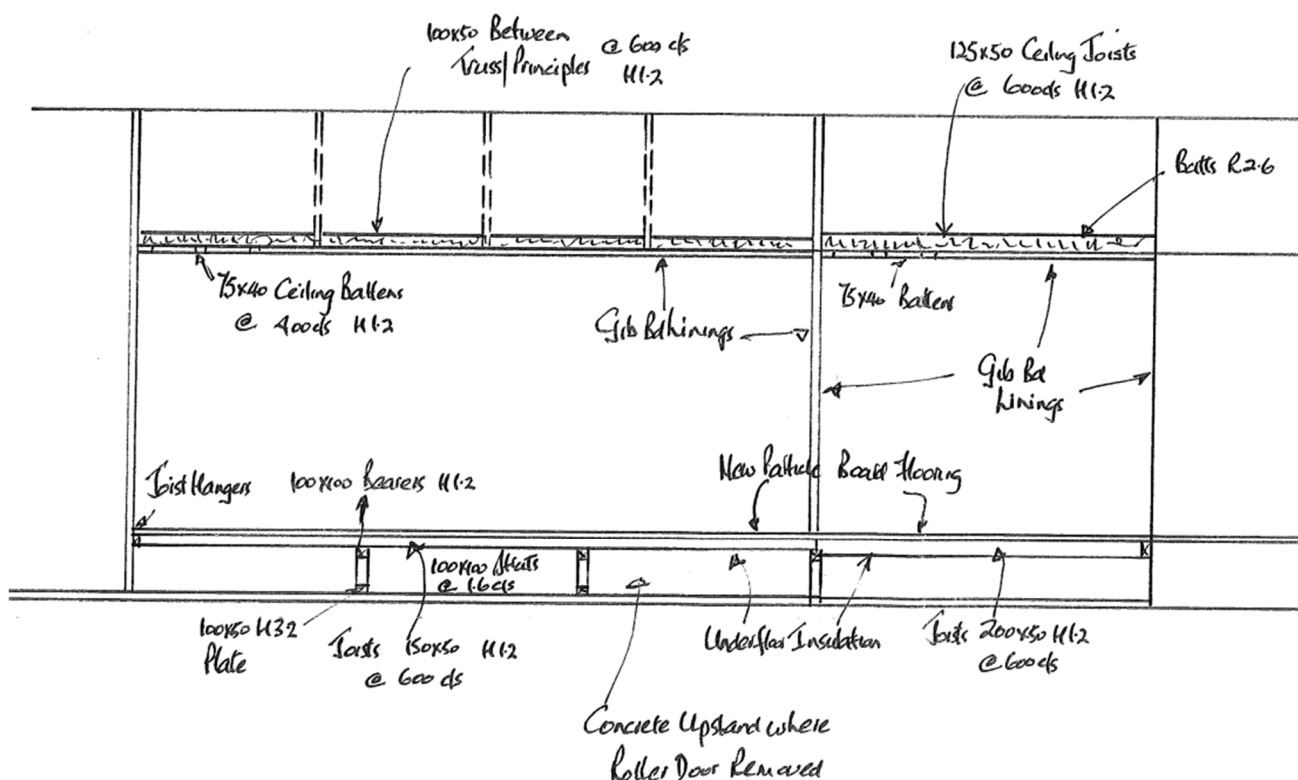 100x50 Between
Truss/Principles @ 600 c/s
H1.2
125x50 Ceiling Joists
@ 600c/s H1.2
Batts R2.6
75x40 Ceiling Battens
@ 400c/s H1.2
Gib Bd Linings
75x40 Battens
Gib Bd
Linings
Joist Hangers
100x100 Bearers H1.2
New Particle Board Flooring
100x100 Struts
@ 1.6 c/s
100x50 H3.2
Plate
Joists 150x50 H1.2
@ 600 c/s
Underfloor Insulation
Joists 200x50 H1.2
@ 600 c/s
Concrete Upstand where
Roller Door Removed